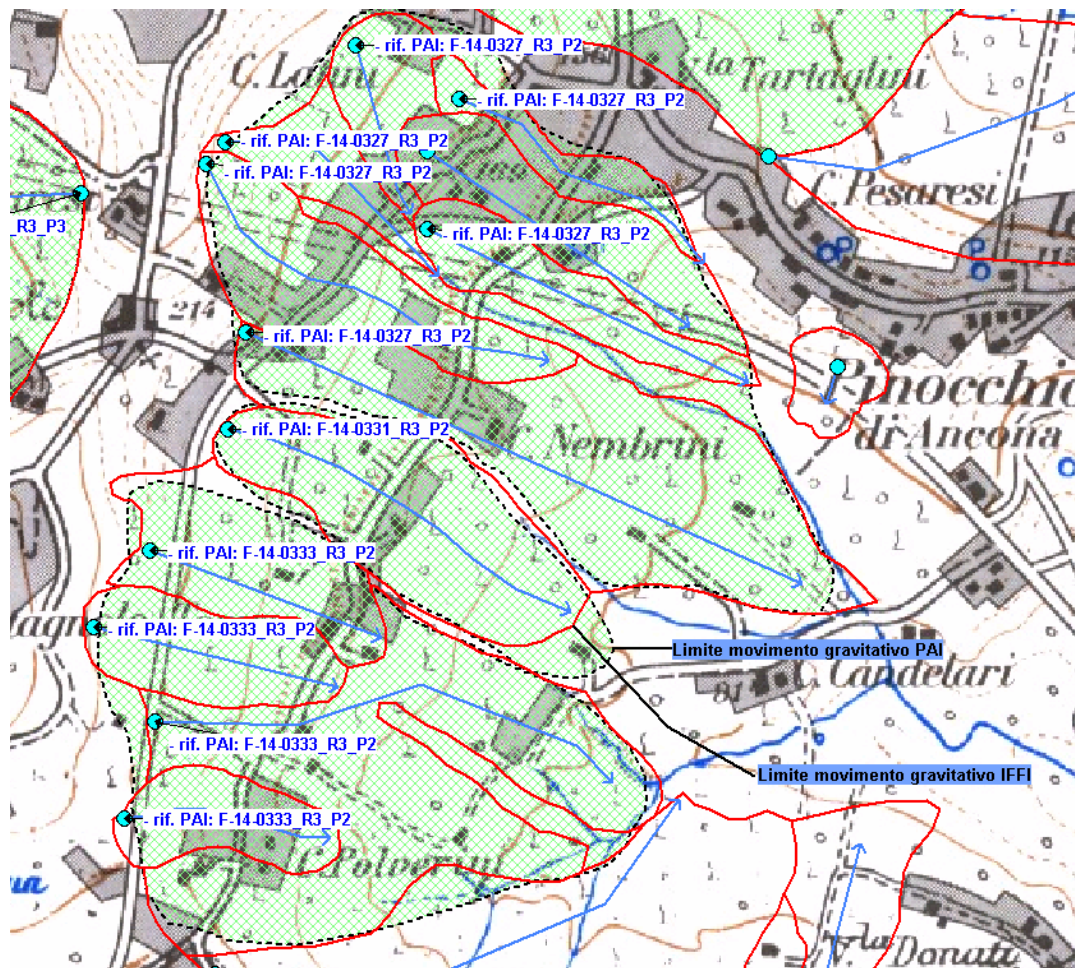 - rif. PAI: F-14-0327_R3_P2
C. L
V.la Tartaglini
- rif. PAI: F-14-0327_R3_P2
- rif. PAI: F-14-0327_R3_P2
- rif. PAI: F-14-0327_R3_P2
C. Pesaresi
P
R3_P3
- rif. PAI: F-14-0327_R3_P2
P
214
- rif. PAI: F-14-0327_R3_P2
Pinocchio
di Ancona
- rif. PAI: F-14-0331_R3_P2
C. Nembrini
- rif. PAI: F-14-0333_R3_P2
- rif. PAI: F-14-0333_R3_P2
Limite movimento gravitativo PAI
91
C. Candelari
- rif. PAI: F-14-0333_R3_P2
Limite movimento gravitativo IFFI
- rif. PAI: F-14-0333_R3_P2
C. Polverini
V.la Donati